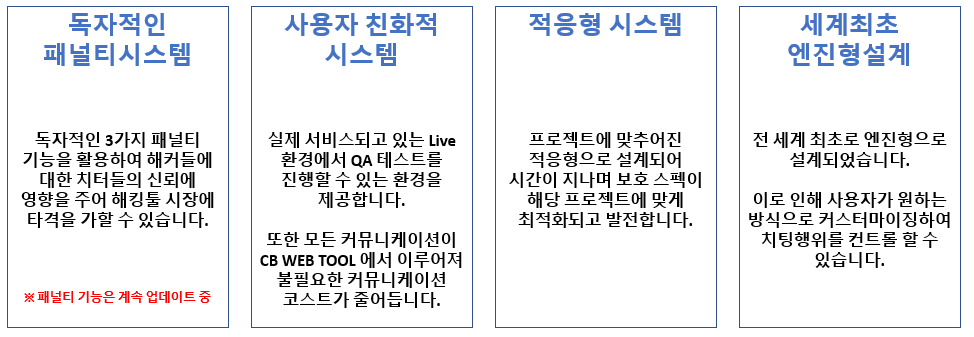 독자적인
패널티시스템
독자적인 3가지 패널티
기능을 활용하여 해커들에
대한 치터들의 신뢰에
영향을 주어 해킹툴 시장에
타격을 가할 수 있습니다.
※ 패널티 기능은 계속 업데이트 중
사용자 친화적
시스템
실제 서비스되고 있는 Live
환경에서 QA 테스트를
진행할 수 있는 환경을
제공합니다.
또한 모든 커뮤니케이션이
CB WEB TOOL 에서 이루어져
불필요한 커뮤니케이션
코스트가 줄어듭니다.
적응형 시스템
프로젝트에 맞추어진
적응형으로 설계되어
시간이 지나며 보호 스펙이
해당 프로젝트에 맞게
최적화되고 발전합니다.
세계최초
엔진형설계
전 세계 최초로 엔진형으로
설계되었습니다.
이로 인해 사용자가 원하는
방식으로 커스터마이징하여
치팅행위를 컨트롤 할 수
있습니다.